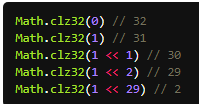 Math.clz32(0) // 32
Math.clz32(1) // 31
Math.clz32(1 << 1) // 30
Math.clz32(1 << 2) // 29
Math.clz32(1 << 29) // 2